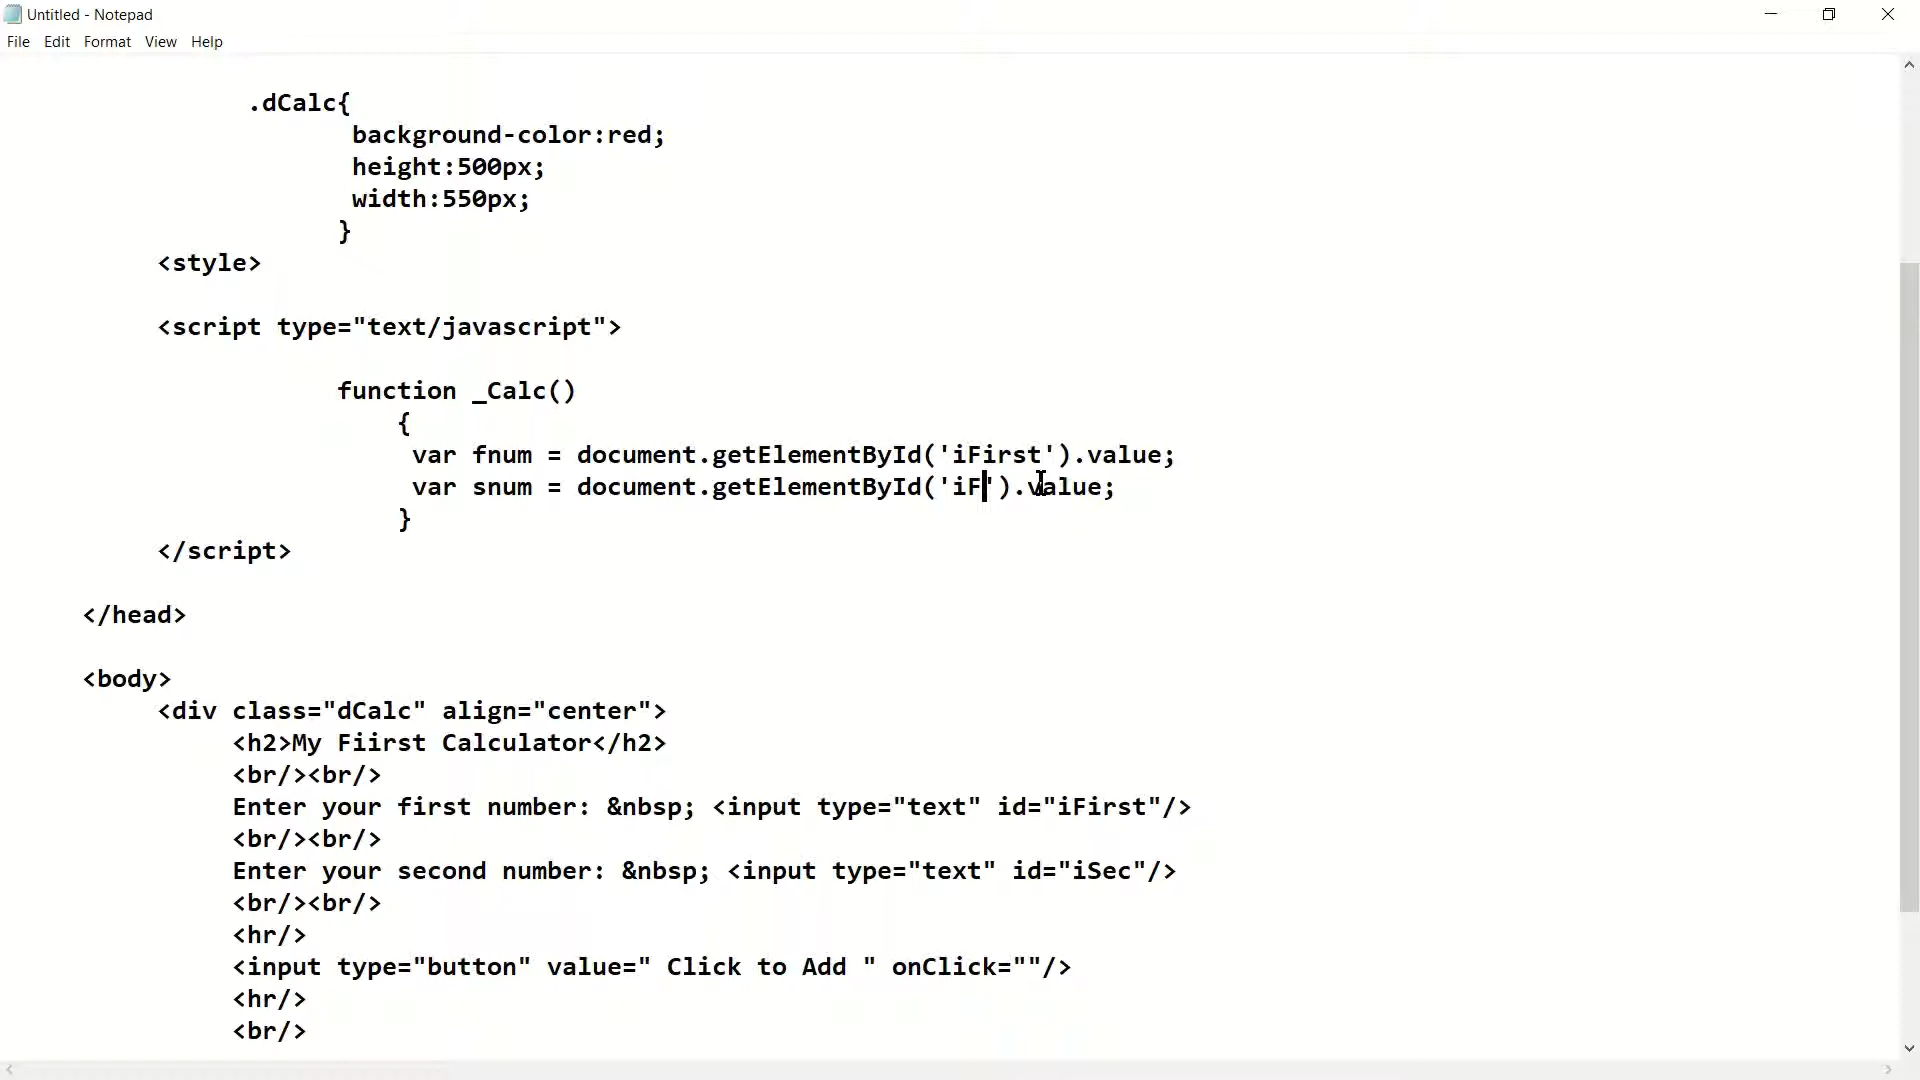 Untitled - Notepad
File Edit Format View Help
.dCalc{
background-color:red;
height:500px;
width:550px;
}
<style>
<script type="text/javascript">
function _Calc()
{
var fnum = document.getElementById('iFirst').value;
var snum = document.getElementById('iF').value;
}
</script>
</head>
<body>
<div class="dCalc" align="center">
<h2>My Fiirst Calculator</h2>
<br/><br/>
Enter your first number: &nbsp; <input type="text" id="iFirst"/>
<br/><br/>
Enter your second number: &nbsp; <input type="text" id="iSec"/>
<br/><br/>
<hr/>
<input type="button" value=" Click to Add " onClick=""/>
<hr/>
<br/>